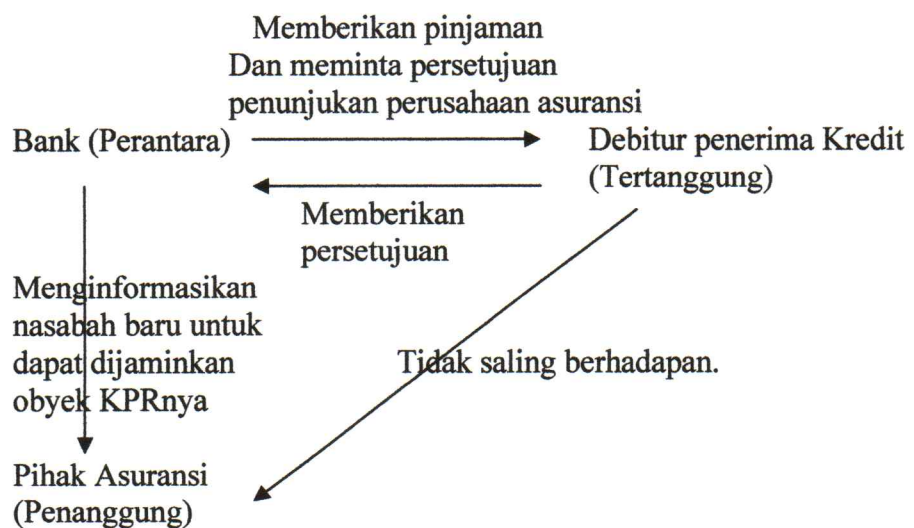 Memberikan pinjaman
Dan meminta persetujuan
penunjukan perusahaan asuransi
Bank (Perantara)
Debitur penerima Kredit
(Tertanggung)
Memberikan
persetujuan
Menginformasikan
nasabah baru untuk
dapat dijaminkan
obyek KPRnya
Tidak saling berhadapan.
Pihak Asuransi
(Penanggung)